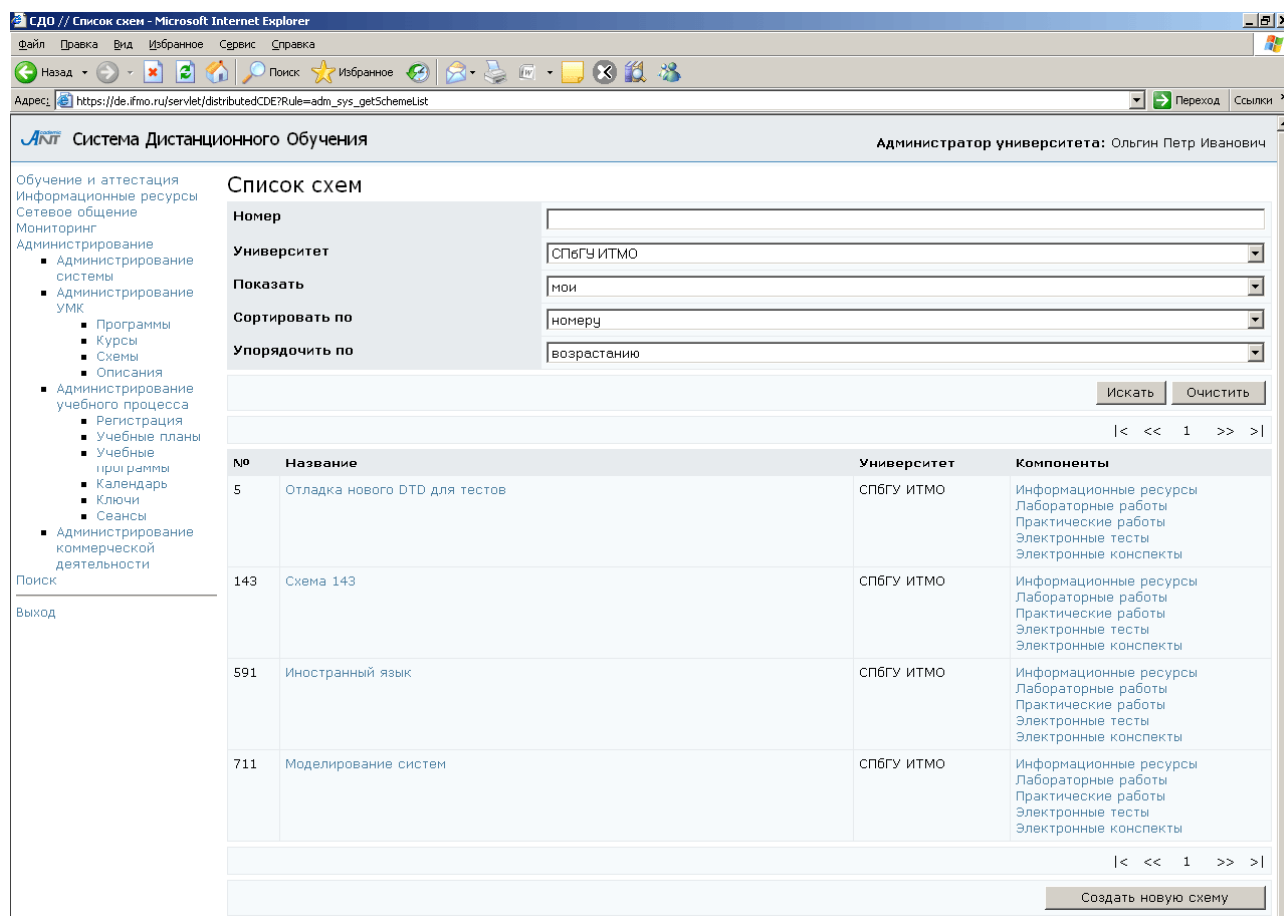 СДО // Список схем - Microsoft Internet Explorer
Файл Правка Вид Избранное Сервис Справка
Назад Поиск Избранное
Адрес: https://de.ifmo.ru/servlet/distributedCDE?Rule=adm_sys_getSchemeList Переход Ссылки
Academic ANT Система Дистанционного Обучения
Администратор университета: Ольгин Петр Иванович
Обучение и аттестация
Информационные ресурсы
Сетевое общение
Мониторинг
Администрирование
Администрирование
системы
Администрирование
УМК
Программы
Курсы
Схемы
Описания
Администрирование
учебного процесса
Регистрация
Учебные планы
Учебные
программы
Календарь
Ключи
Сеансы
Администрирование
коммерческой
деятельности
Поиск
Выход
Список схем
Номер
Университет СПбГУ ИТМО
Показать мои
Сортировать по номеру
Упорядочить по возрастанию
Искать Очистить
|< << 1 >> >|
№ Название Университет Компоненты
5 Отладка нового DTD для тестов СПбГУ ИТМО Информационные ресурсы
Лабораторные работы
Практические работы
Электронные тесты
Электронные конспекты
143 Схема 143 СПбГУ ИТМО Информационные ресурсы
Лабораторные работы
Практические работы
Электронные тесты
Электронные конспекты
591 Иностранный язык СПбГУ ИТМО Информационные ресурсы
Лабораторные работы
Практические работы
Электронные тесты
Электронные конспекты
711 Моделирование систем СПбГУ ИТМО Информационные ресурсы
Лабораторные работы
Практические работы
Электронные тесты
Электронные конспекты
|< << 1 >> >|
Создать новую схему